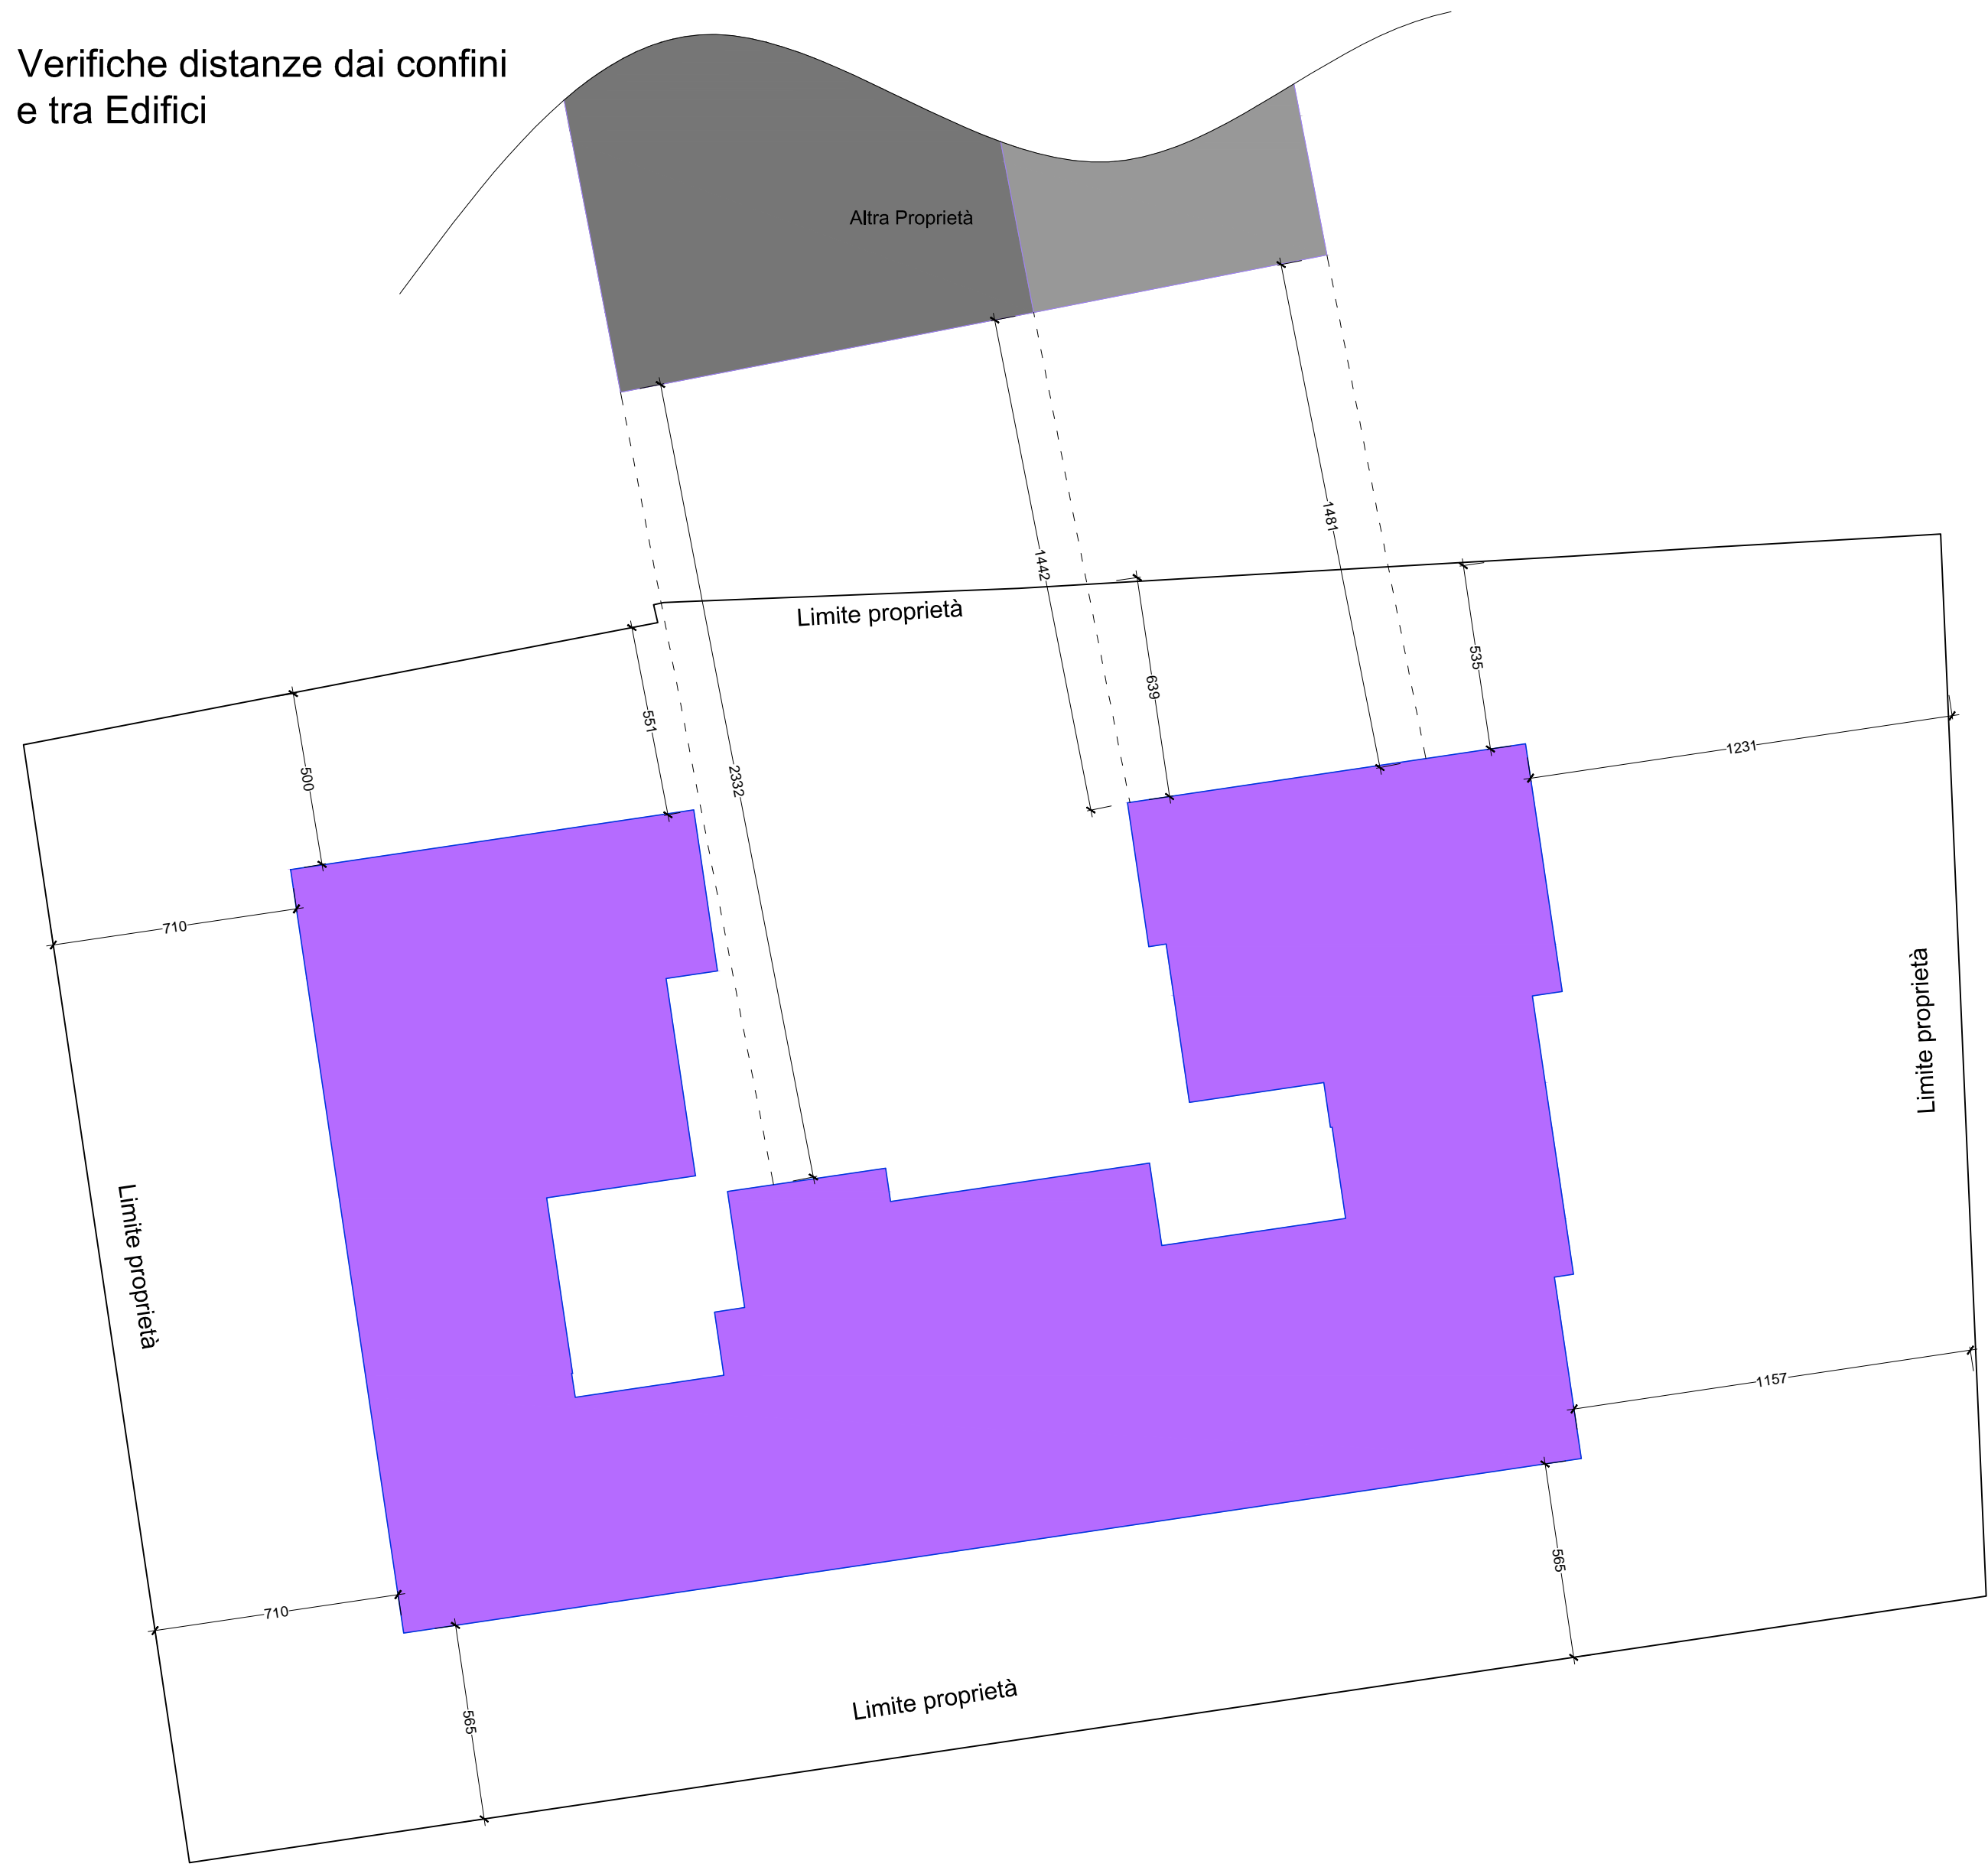 Verifiche distanze dai confini
e tra Edifici
Altra Proprietà
1481
1442
Limite proprietà
639
535
551
2332
500
1231
710
Limite proprietà
Limite proprietà
1157
565
710
Limite proprietà
565